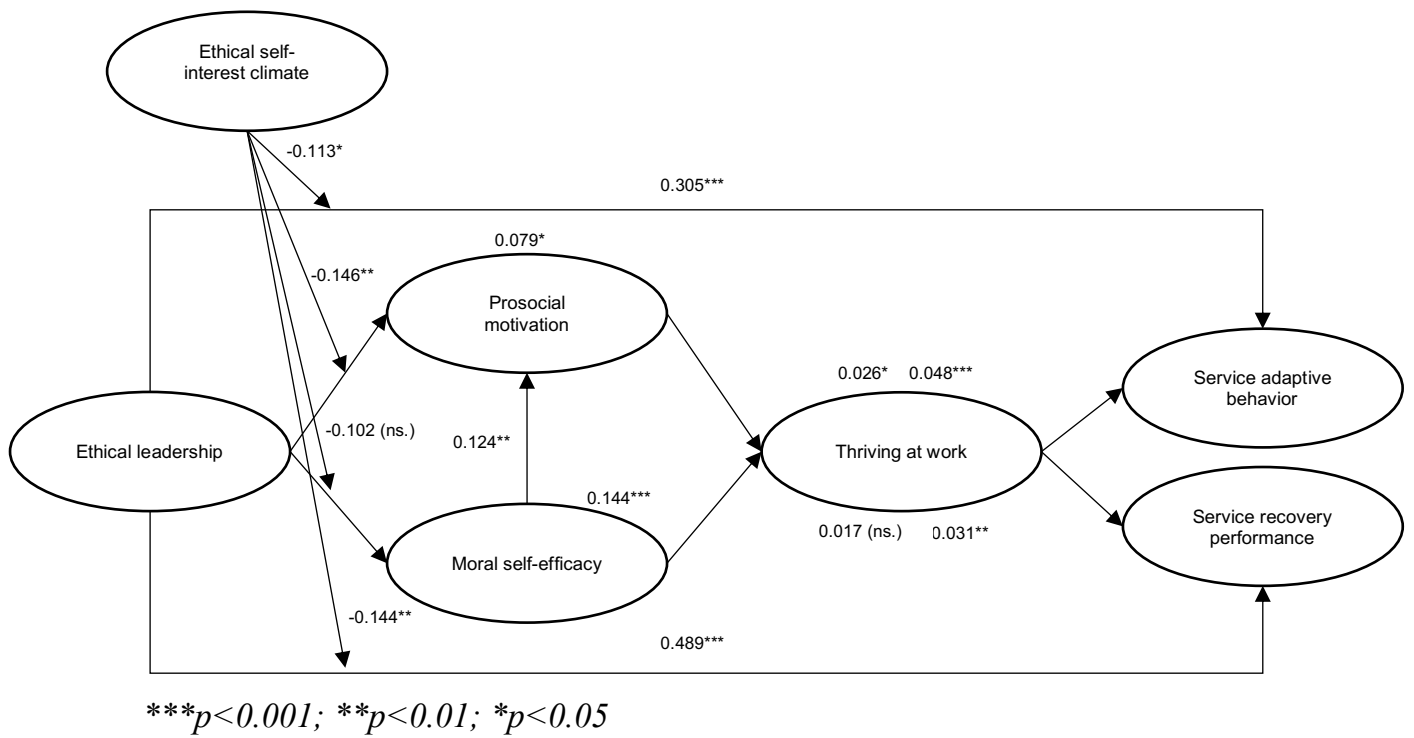 Ethical self-
interest climate
-0.113*
0.305***
0.079*
-0.146**
Prosocial
motivation
0.026*
0.048***
Service adaptive
behavior
-0.102 (ns.)
0.124**
Ethical leadership
Thriving at work
0.144***
Service recovery
performance
0.017 (ns.)
0.031**
Moral self-efficacy
-0.144**
0.489***
***p<0.001; **p<0.01; *p<0.05